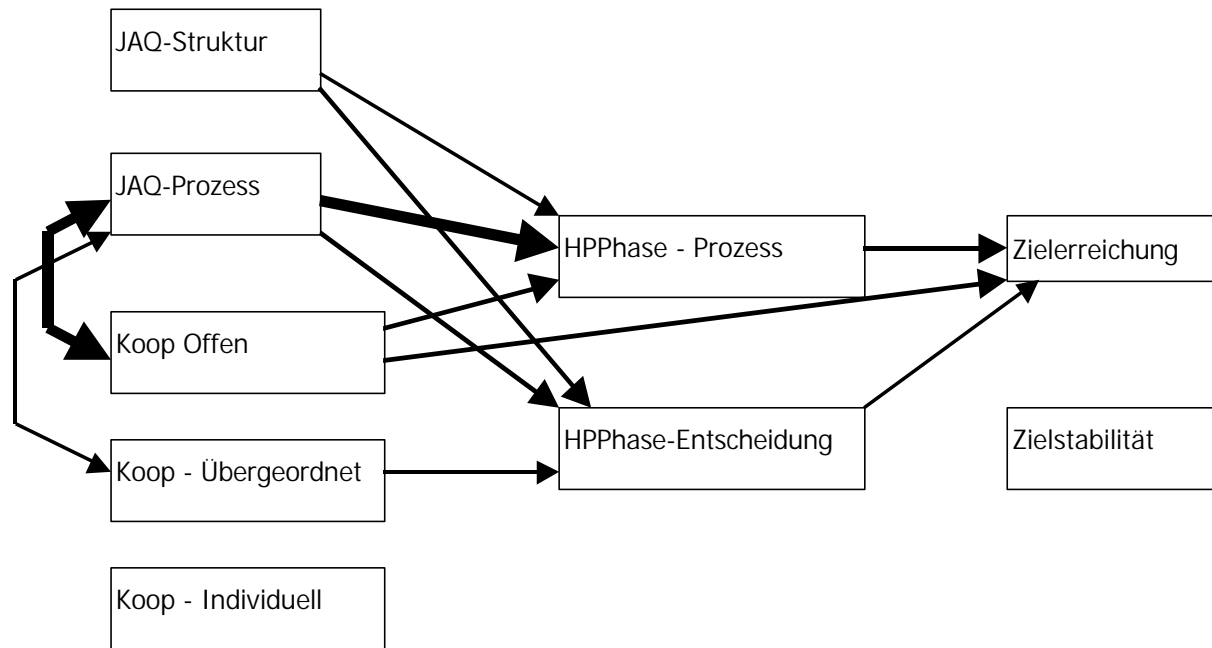 JAQ-Struktur
JAQ-Prozess
Koop Offen
Koop - Übergeordnet
Koop - Individuell
HPPhase - Prozess
HPPhase-Entscheidung
Zielerreichung
Zielstabilität